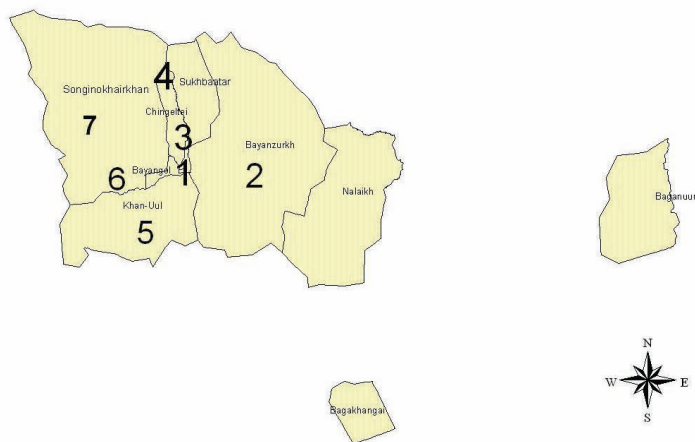 4
Sukhbaatar
Songinokhairkhan
Chingeltei
7
3
Bayanzurkh
Bayangol
1
6
2
Nalaikh
Baganuur
Khan-Uul
5
N
W
E
S
Bagakhangai